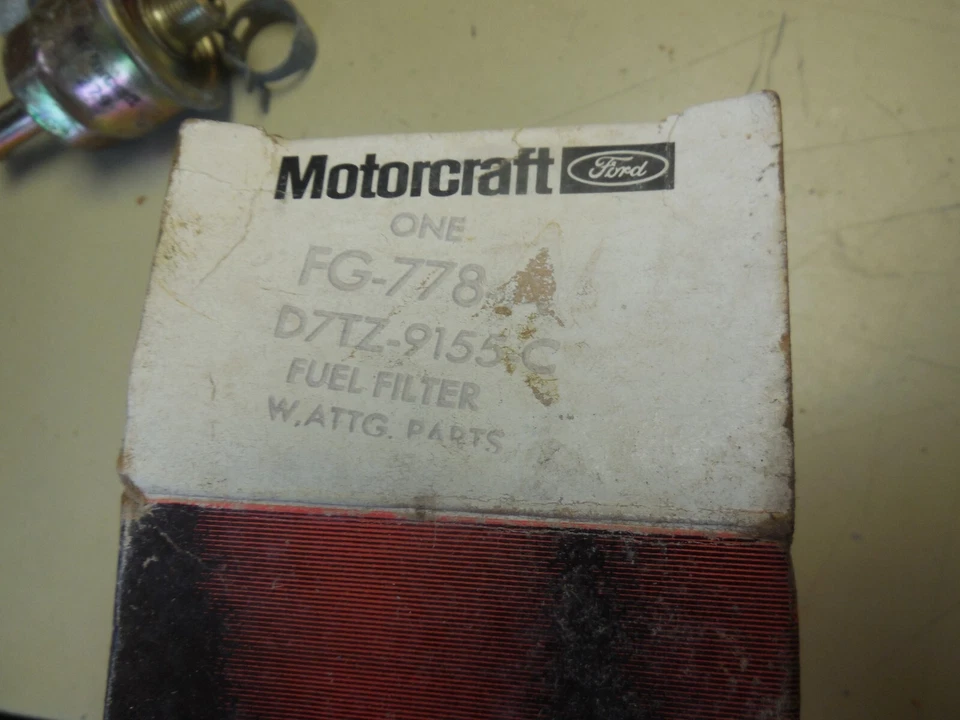 Motorcraft Ford
ONE
FG-778 A
D7TZ-9155-C
FUEL FILTER
W.ATTG. PARTS